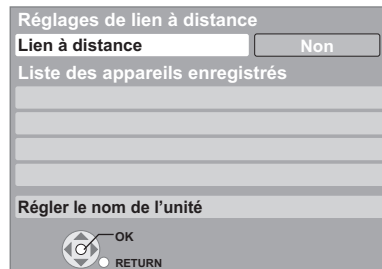 Réglages de lien à distance
Lien à distance Non
Liste des appareils enregistrés
Régler le nom de l'unité
OK
RETURN